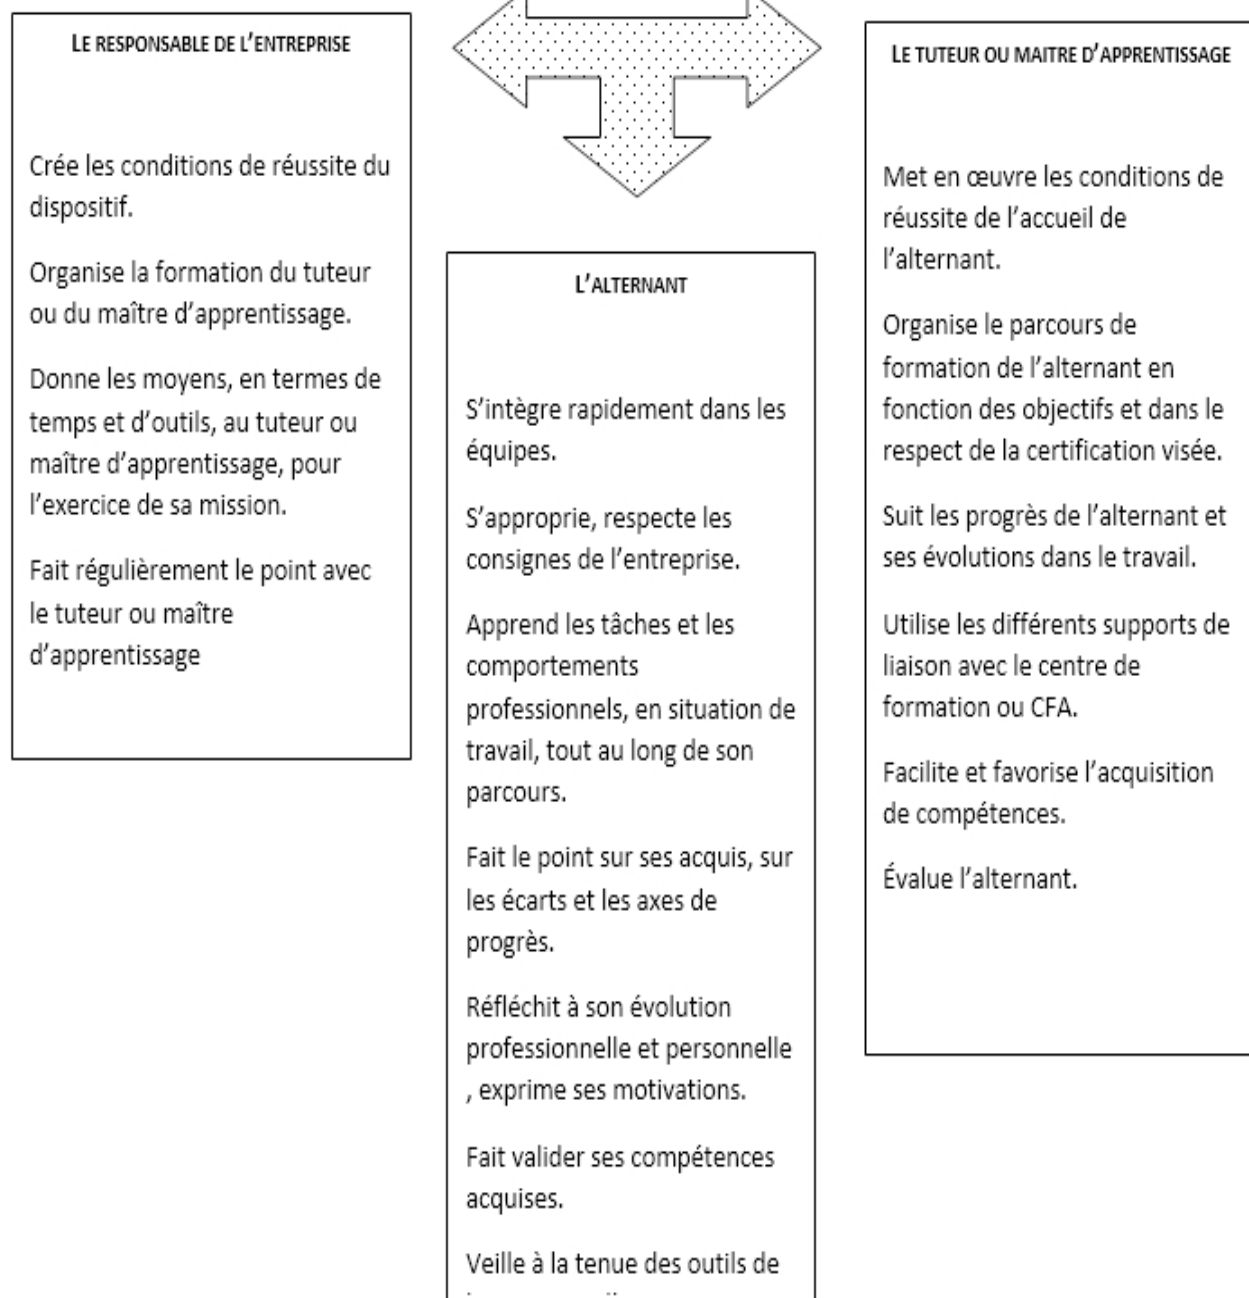 LE RESPONSABLE DE L'ENTREPRISE
Crée les conditions de réussite du
dispositif.
Organise la formation du tuteur
ou du maître d'apprentissage.
Donne les moyens, en termes de
temps et d'outils, au tuteur ou
maître d'apprentissage, pour
l'exercice de sa mission.
Fait régulièrement le point avec
le tuteur ou maître
d'apprentissage
L'ALTERNANT
S'intègre rapidement dans les
équipes.
S'approprie, respecte les
consignes de l'entreprise.
Apprend les tâches et les
comportements
professionnels, en situation de
travail, tout au long de son
parcours.
Fait le point sur ses acquis, sur
les écarts et les axes de
progrès.
Réfléchit à son évolution
professionnelle et personnelle
, exprime ses motivations.
Fait valider ses compétences
acquises.
Veille à la tenue des outils de
LE TUTEUR OU MAITRE D'APPRENTISSAGE
Met en œuvre les conditions de
réussite de l'accueil de
l'alternant.
Organise le parcours de
formation de l'alternant en
fonction des objectifs et dans le
respect de la certification visée.
Suit les progrès de l'alternant et
ses évolutions dans le travail.
Utilise les différents supports de
liaison avec le centre de
formation ou CFA.
Facilite et favorise l'acquisition
de compétences.
Évalue l'alternant.